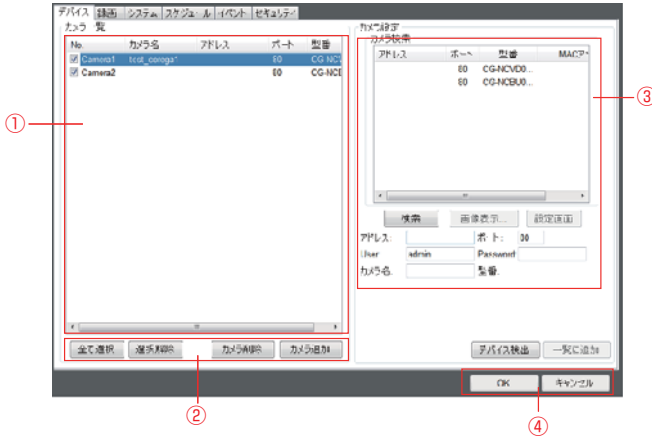 デバイス 録画 システム スケジュール イベント セキュリティ
カメラ一覧
No. カメラ名 アドレス ポート 型番
Camera1 80
Camera2 80 CG-NCE
カメラ設定
カメラ検索
アドレス ポート 型番 MACア
80 CG-NCVD0...
80 CG-NCBU0...
検索 画像表示... 設定画面
アドレス: ポート: 80
User admin Password
カメラ名. 型番.
全て選択 選択解除 カメラ削除 カメラ追加
デバイス検出 一覧に追加
OK キャンセル
①
②
③
④